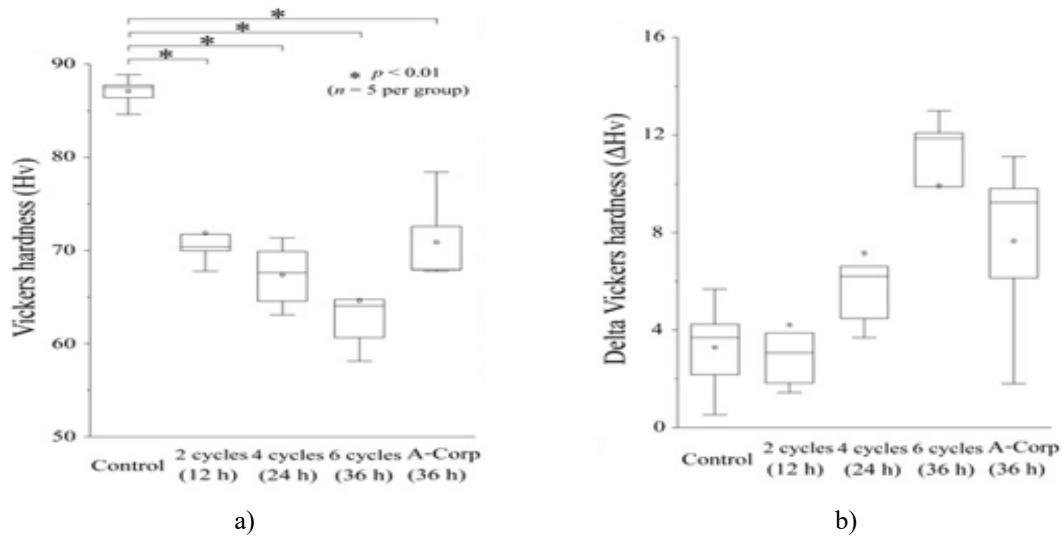 * * * *
* p < 0.01
(n = 5 per group)
Vickers hardness (Hv)
90
80
70
60
50
Control
2 cycles
(12 h)
4 cycles
(24 h)
6 cycles
(36 h)
A-Corp
(36 h)
a)
Delta Vickers hardness (ΔHv)
16
12
8
4
0
Control
2 cycles
(12 h)
4 cycles
(24 h)
6 cycles
(36 h)
A-Corp
(36 h)
b)